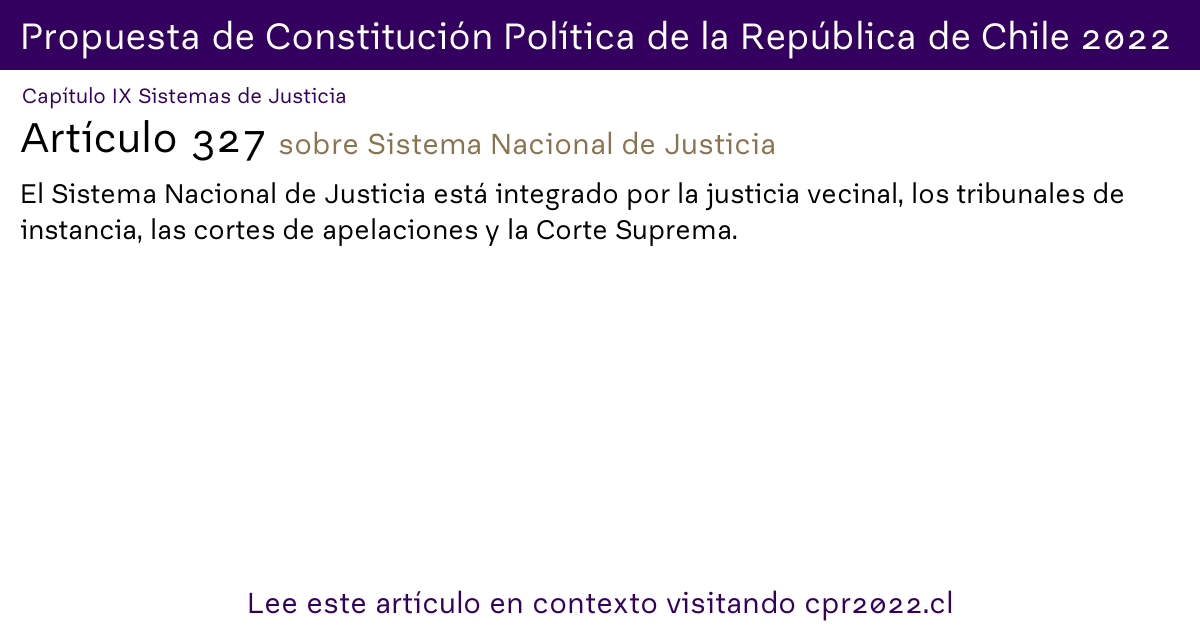 Propuesta de Constitución Política de la República de Chile 2022
Capítulo IX Sistemas de Justicia
Artículo 327 sobre Sistema Nacional de Justicia
El Sistema Nacional de Justicia está integrado por la justicia vecinal, los tribunales de
instancia, las cortes de apelaciones y la Corte Suprema.
Lee este artículo en contexto visitando cpr2022.cl